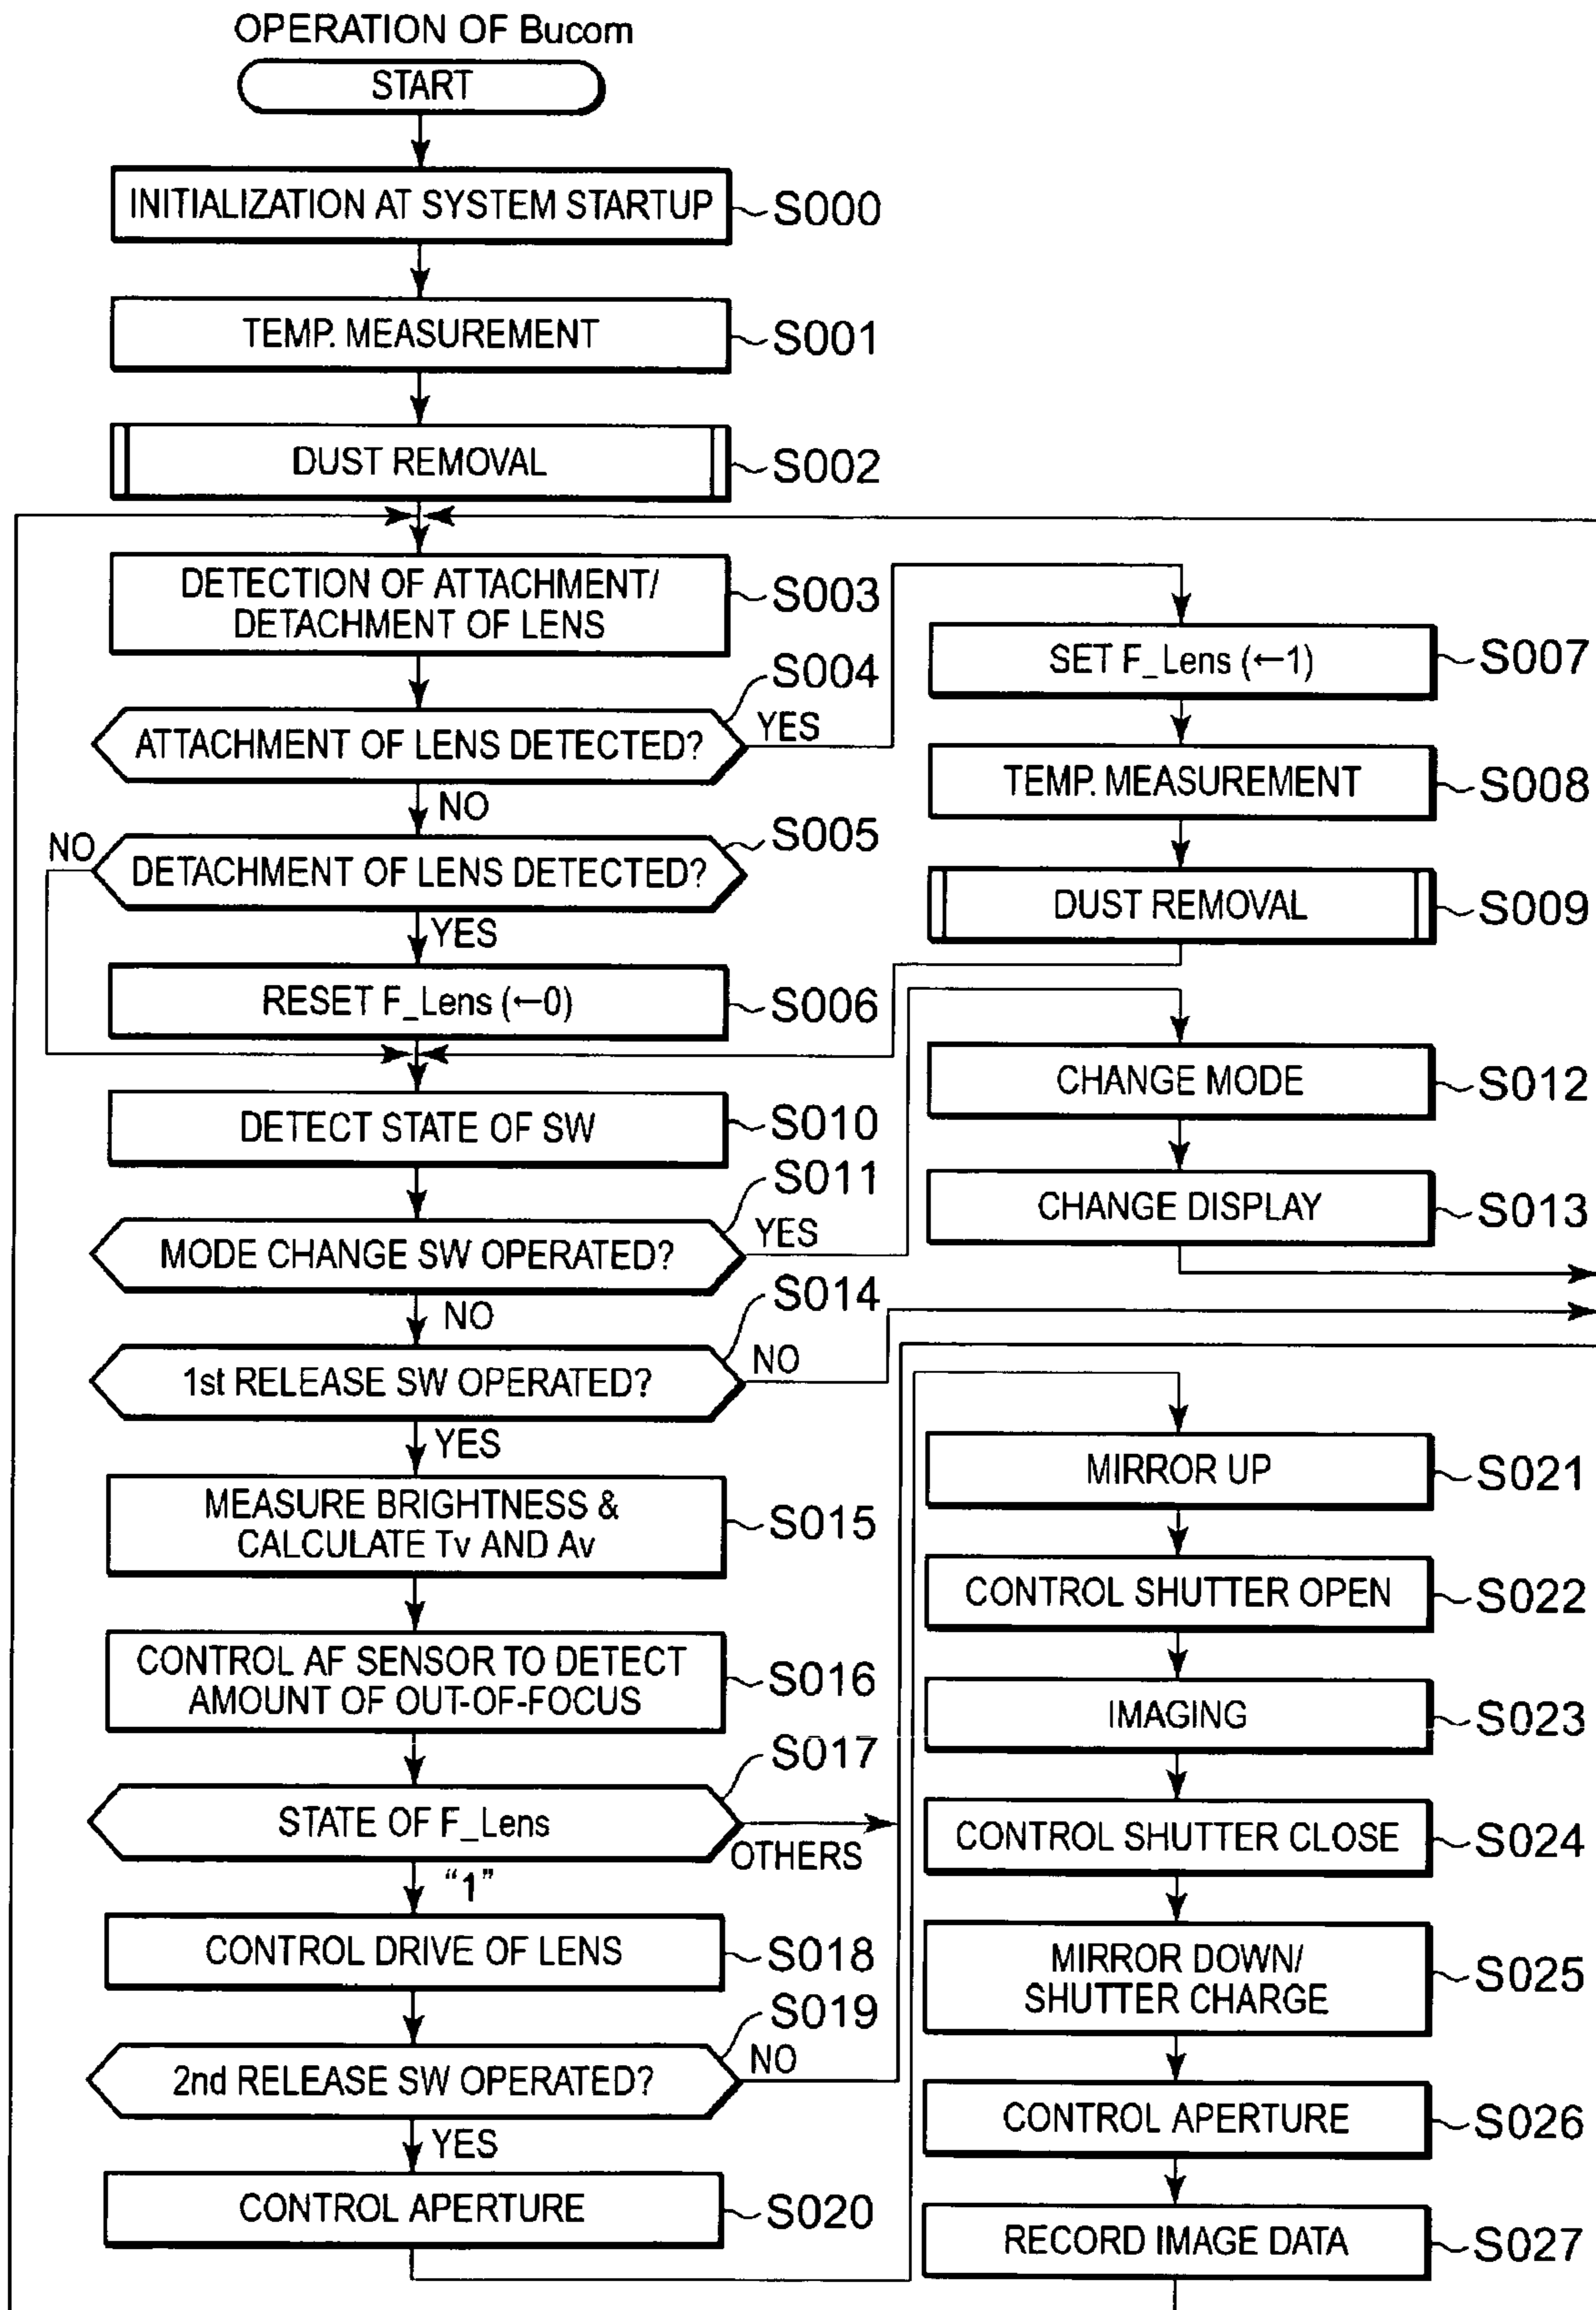 OPERATION OF Bucom
START
INITIALIZATION AT SYSTEM STARTUP
S000
TEMP. MEASUREMENT
S001
DUST REMOVAL
S002
DETECTION OF ATTACHMENT/
DETACHMENT OF LENS
S003
S004
ATTACHMENT OF LENS DETECTED?
YES
NO
S005
NO
DETACHMENT OF LENS DETECTED?
YES
RESET F_Lens (←0)
S006
SET F_Lens (←1)
S007
TEMP. MEASUREMENT
S008
DUST REMOVAL
S009
DETECT STATE OF SW
S010
S011
MODE CHANGE SW OPERATED?
YES
NO
CHANGE MODE
S012
CHANGE DISPLAY
S013
S014
1st RELEASE SW OPERATED?
NO
YES
MEASURE BRIGHTNESS &
CALCULATE Tv AND Av
S015
CONTROL AF SENSOR TO DETECT
AMOUNT OF OUT-OF-FOCUS
S016
S017
STATE OF F_Lens
OTHERS
“1”
CONTROL DRIVE OF LENS
S018
S019
2nd RELEASE SW OPERATED?
NO
YES
CONTROL APERTURE
S020
MIRROR UP
S021
CONTROL SHUTTER OPEN
S022
IMAGING
S023
CONTROL SHUTTER CLOSE
S024
MIRROR DOWN/
SHUTTER CHARGE
S025
CONTROL APERTURE
S026
RECORD IMAGE DATA
S027